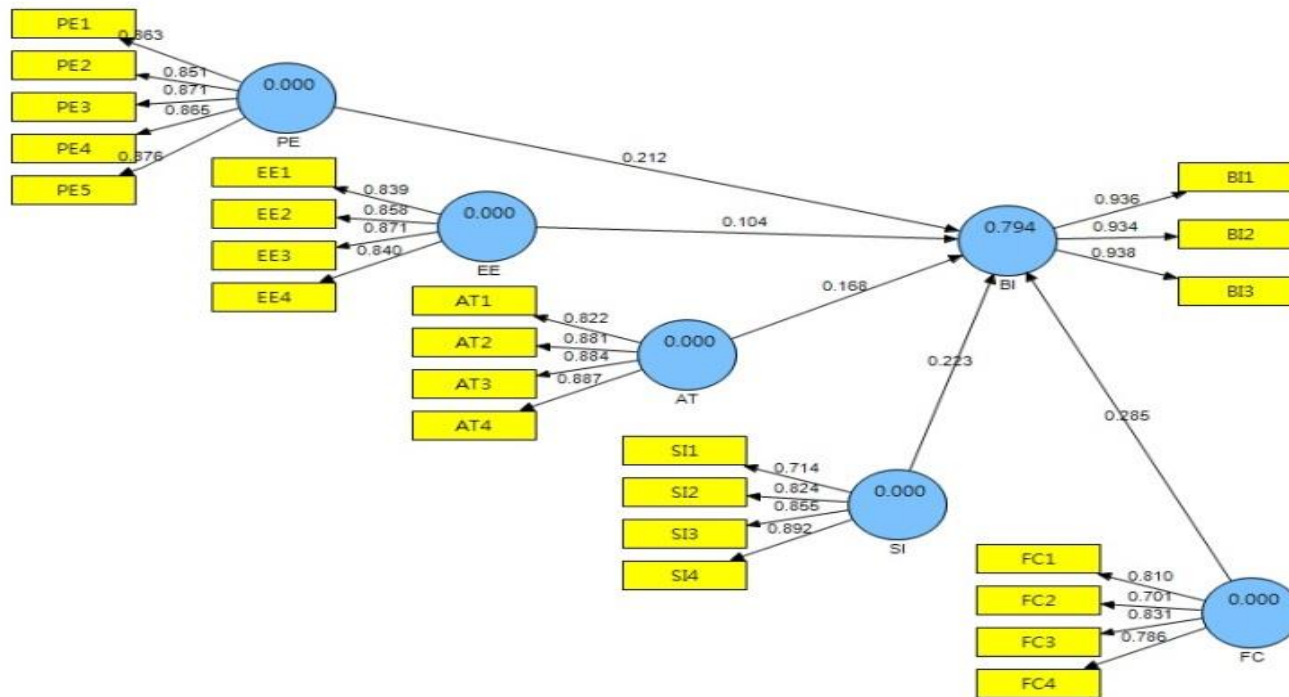 PE1
0.863
PE2
0.851
PE3
0.871
PE4
0.865
PE5
0.876
0.000
PE
0.212
EE1
0.839
EE2
0.858
EE3
0.871
EE4
0.840
0.000
EE
0.104
AT1
0.822
AT2
0.881
AT3
0.884
AT4
0.887
0.000
AT
0.168
SI1
0.714
SI2
0.824
SI3
0.855
SI4
0.892
0.000
SI
0.223
FC1
0.810
FC2
0.701
FC3
0.831
FC4
0.786
0.000
FC
0.285
0.794
BI
0.936
BI1
0.934
BI2
0.938
BI3